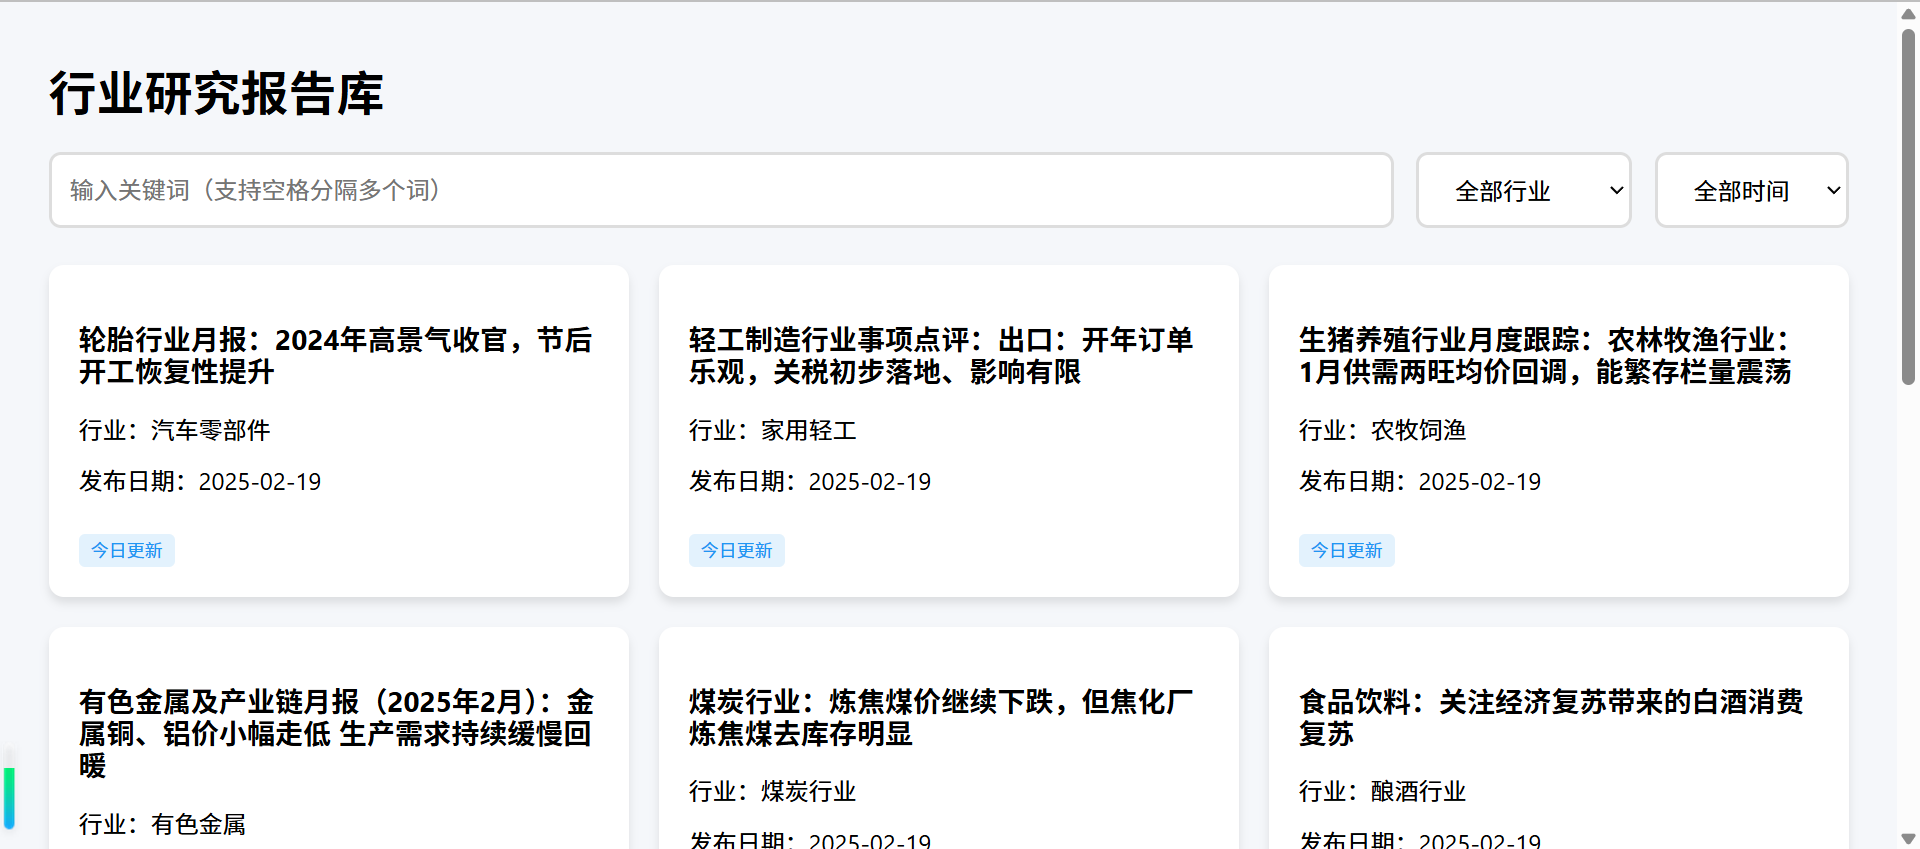 行业研究报告库
输入关键词（支持空格分隔多个词）
全部行业
全部时间
轮胎行业月报：2024年高景气收官，节后
开工恢复性提升
行业：汽车零部件
发布日期：2025-02-19
今日更新
轻工制造行业事项点评：出口：开年订单
乐观，关税初步落地、影响有限
行业：家用轻工
发布日期：2025-02-19
今日更新
生猪养殖行业月度跟踪：农林牧渔行业：
1月供需两旺均价回调，能繁存栏量震荡
行业：农牧饲渔
发布日期：2025-02-19
今日更新
有色金属及产业链月报（2025年2月）：金
属铜、铝价小幅走低 生产需求持续缓慢回
暖
行业：有色金属
煤炭行业：炼焦煤价继续下跌，但焦化厂
炼焦煤去库存明显
行业：煤炭行业
发布日期：2025-02-19
食品饮料：关注经济复苏带来的白酒消费
复苏
行业：酿酒行业
发布日期：2025-02-19